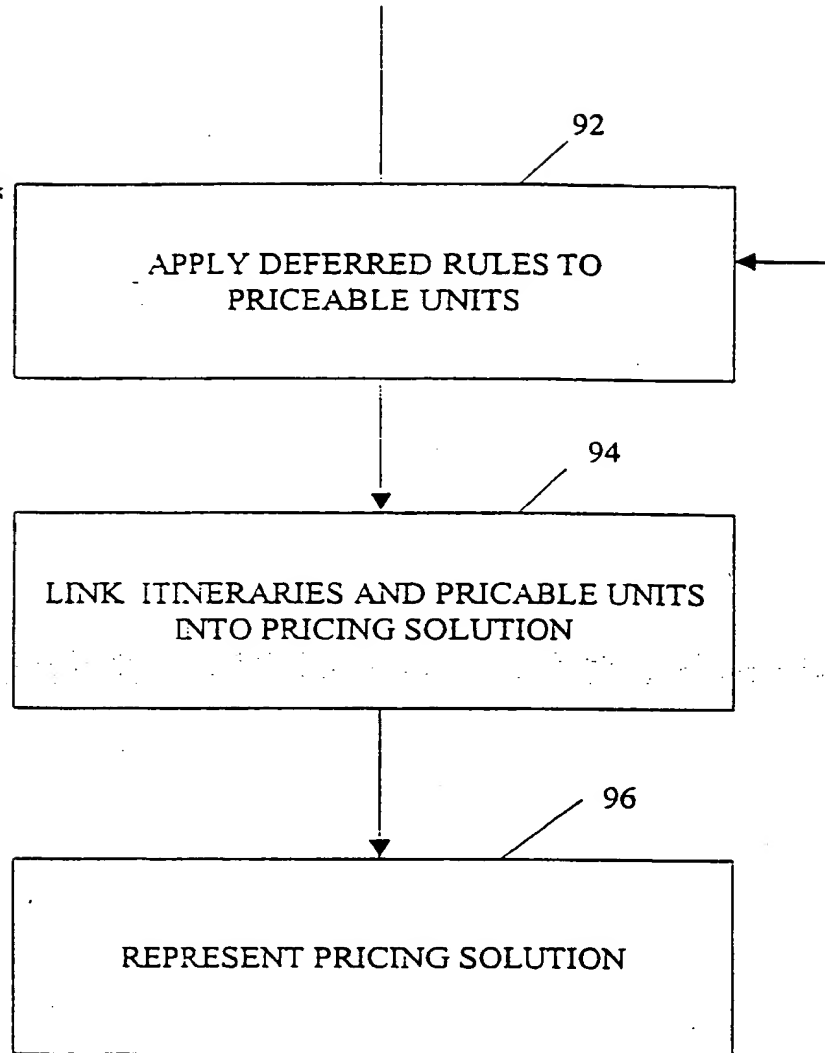 92
APPLY DEFERRED RULES TO
PRICEABLE UNITS
94
LINK ITINERARIES AND PRICABLE UNITS
INTO PRICING SOLUTION
96
REPRESENT PRICING SOLUTION